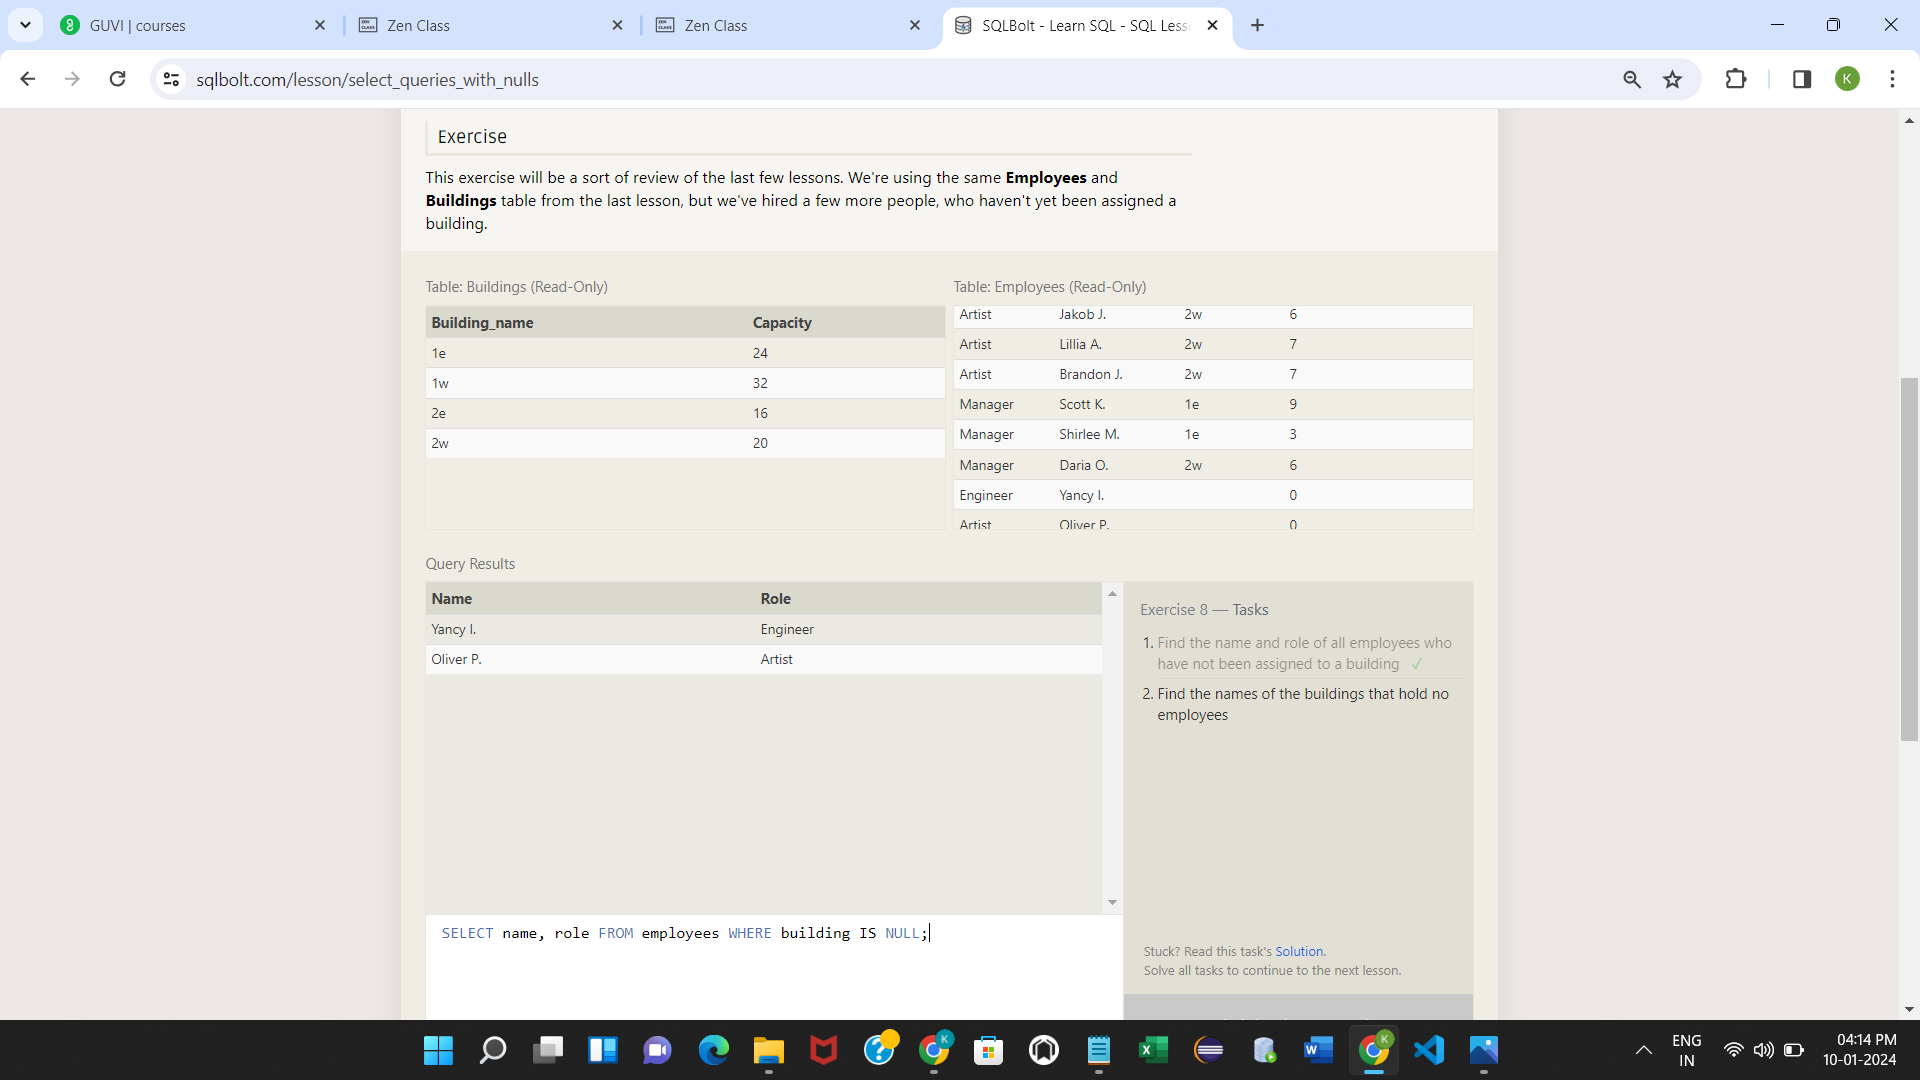 GUVI | courses
Zen Class
Zen Class
SQLBolt - Learn SQL - SQL Less
sqlbolt.com/lesson/select_queries_with_nulls
K
Exercise
This exercise will be a sort of review of the last few lessons. We're using the same Employees and
Buildings table from the last lesson, but we've hired a few more people, who haven't yet been assigned a
building.
Table: Buildings (Read-Only)
Building_name Capacity
1e 24
1w 32
2e 16
2w 20
Table: Employees (Read-Only)
Artist Jakob J. 2w 6
Artist Lillia A. 2w 7
Artist Brandon J. 2w 7
Manager Scott K. 1e 9
Manager Shirlee M. 1e 3
Manager Daria O. 2w 6
Engineer Yancy I. 0
Artist Oliver P. 0
Query Results
Name Role
Yancy I. Engineer
Oliver P. Artist
SELECT name, role FROM employees WHERE building IS NULL;
Exercise 8 — Tasks
1. Find the name and role of all employees who
have not been assigned to a building ✓
2. Find the names of the buildings that hold no
employees
Stuck? Read this task's Solution.
Solve all tasks to continue to the next lesson.
ENG
IN
04:14 PM
10-01-2024